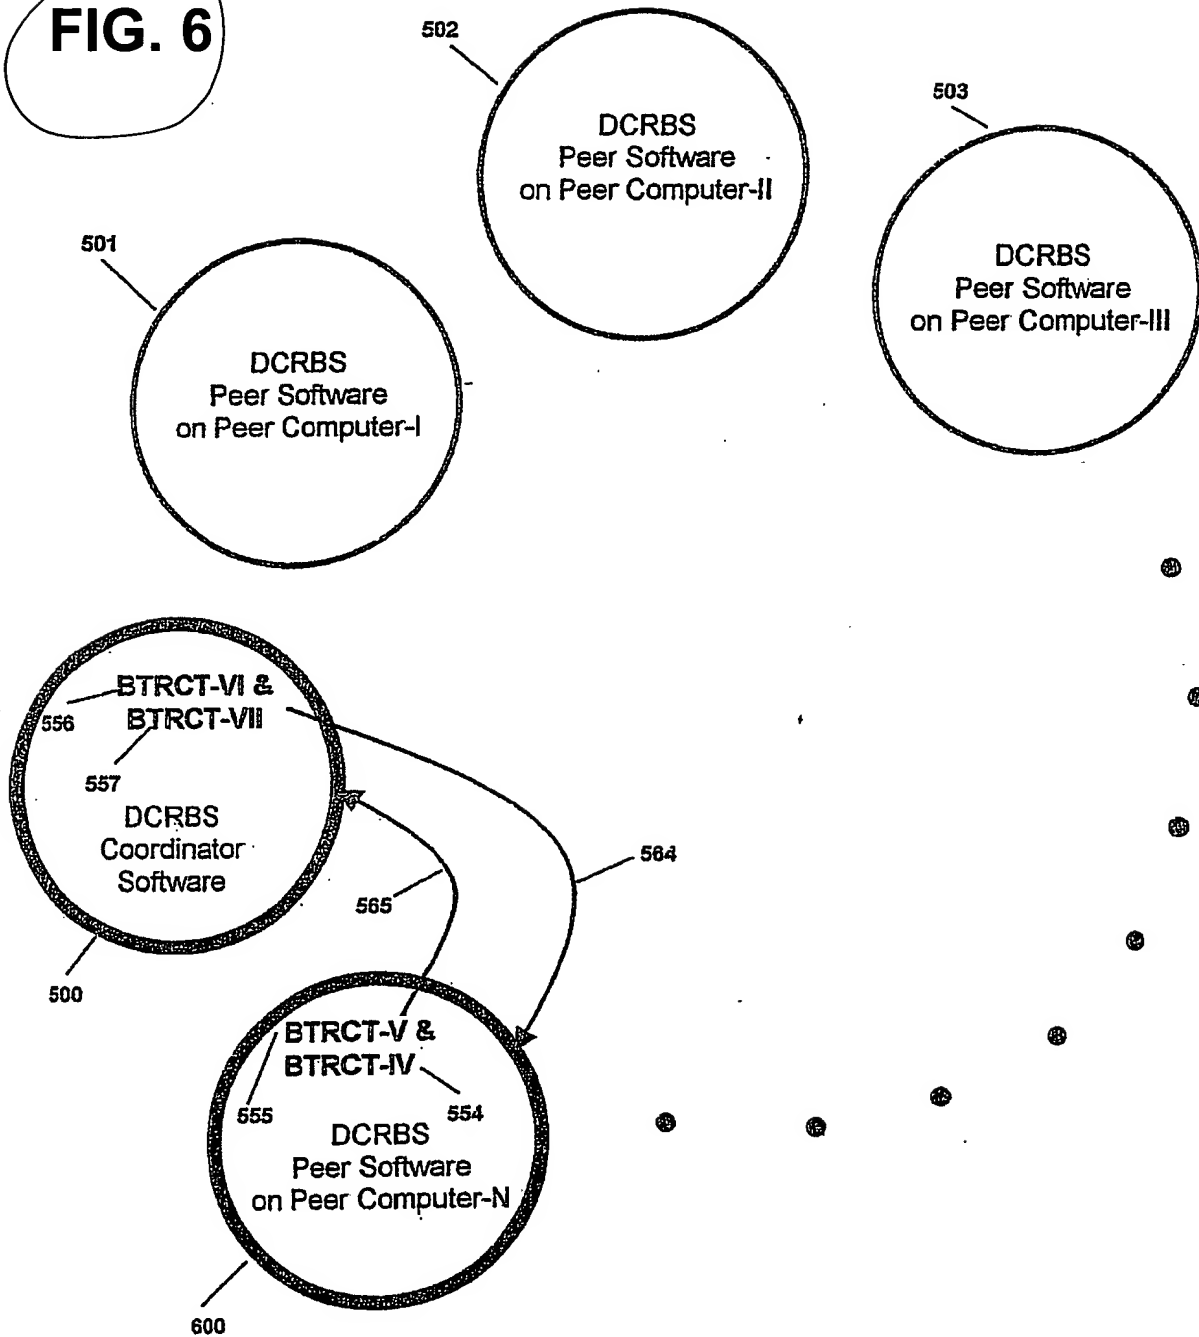 FIG. 6
502
DCRBS
Peer Software
on Peer Computer-II
503
DCRBS
Peer Software
on Peer Computer-III
501
DCRBS
Peer Software
on Peer Computer-I
BTRCT-VI &
BTRCT-VII
556
557
DCRBS
Coordinator
Software
500
564
565
BTRCT-V &
BTRCT-IV
555
554
DCRBS
Peer Software
on Peer Computer-N
600